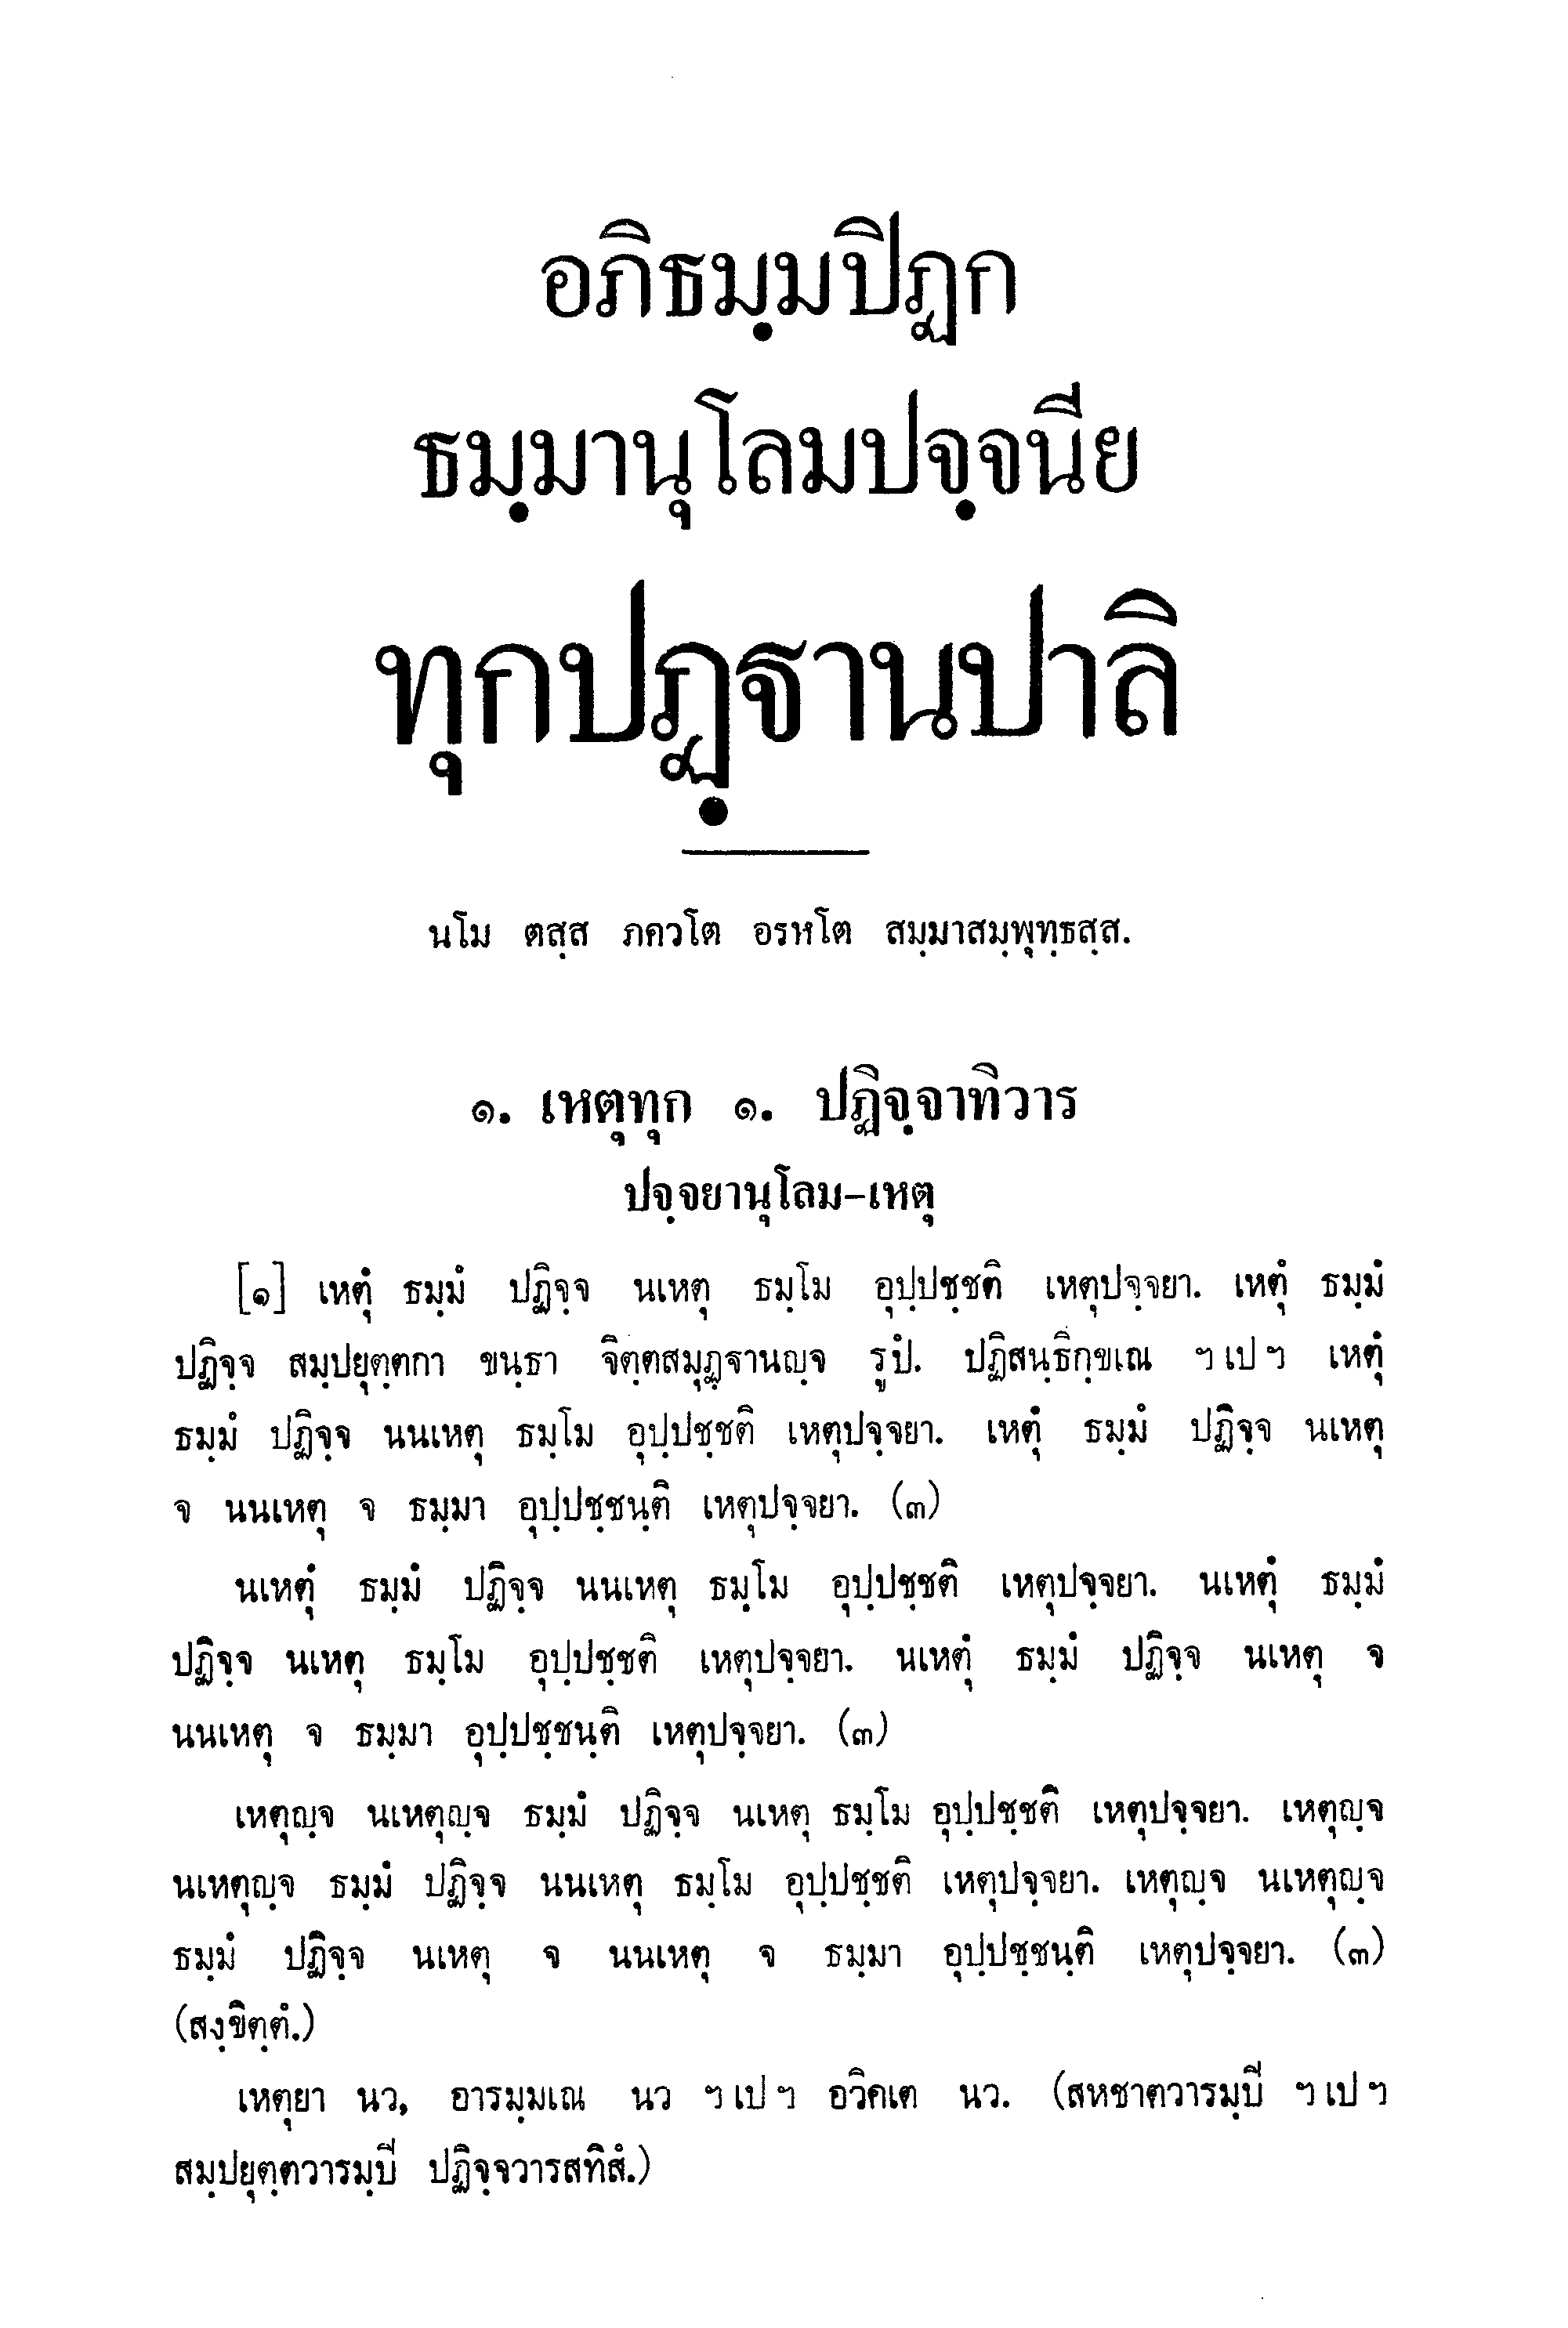 อภิธมฺมปิฏก
ธมฺมานุโลมปจฺจนีย
ทุกปฏฺฐานปาลิ
นโม ตสฺส ภควโต อรหโต สมฺมาสมฺพุทฺธสฺส.
๑. เหตุทุก ๑. ปฏิจฺจาทิวาร
ปจฺจยานุโลม-เหตุ
[๑] เหตุํ ธมฺมํ ปฏิจฺจ นเหตุ ธมฺโม อุปฺปชฺชติ เหตุปจฺจยา. เหตุํ ธมฺมํ
ปฏิจฺจ สมฺปยุตฺตกา ขนฺธา จิตฺตสมุฏฺฐานญฺจ รูปํ. ปฏิสนฺธิกฺขเณ ฯ เป ฯ เหตุํ
ธมฺมํ ปฏิจฺจ นนเหตุ ธมฺโม อุปฺปชฺชติ เหตุปจฺจยา. เหตุํ ธมฺมํ ปฏิจฺจ นเหตุ
จ นนเหตุ จ ธมฺมา อุปฺปชฺชนฺติ เหตุปจฺจยา. (๓)
นเหตุํ ธมฺมํ ปฏิจฺจ นนเหตุ ธมฺโม อุปฺปชฺชติ เหตุปจฺจยา. นเหตุํ ธมฺมํ
ปฏิจฺจ นเหตุ ธมฺโม อุปฺปชฺชติ เหตุปจฺจยา. นเหตุํ ธมฺมํ ปฏิจฺจ นเหตุ จ
นนเหตุ จ ธมฺมา อุปฺปชฺชนฺติ เหตุปจฺจยา. (๓)
เหตุญฺจ นเหตุญฺจ ธมฺมํ ปฏิจฺจ นเหตุ ธมฺโม อุปฺปชฺชติ เหตุปจฺจยา. เหตุญฺจ
นเหตุญฺจ ธมฺมํ ปฏิจฺจ นนเหตุ ธมฺโม อุปฺปชฺชติ เหตุปจฺจยา. เหตุญฺจ นเหตุญฺจ
ธมฺมํ ปฏิจฺจ นเหตุ จ นนเหตุ จ ธมฺมา อุปฺปชฺชนฺติ เหตุปจฺจยา. (๓)
(สงฺขิตฺตํ.)
เหตุยา นว, อารมฺมเณ นว ฯ เป ฯ อวิคเต นว. (สหชาตวารมฺปิ ฯ เป ฯ
สมฺปยุตฺตวารมฺปิ ปฏิจฺจวารสทิสํ.)